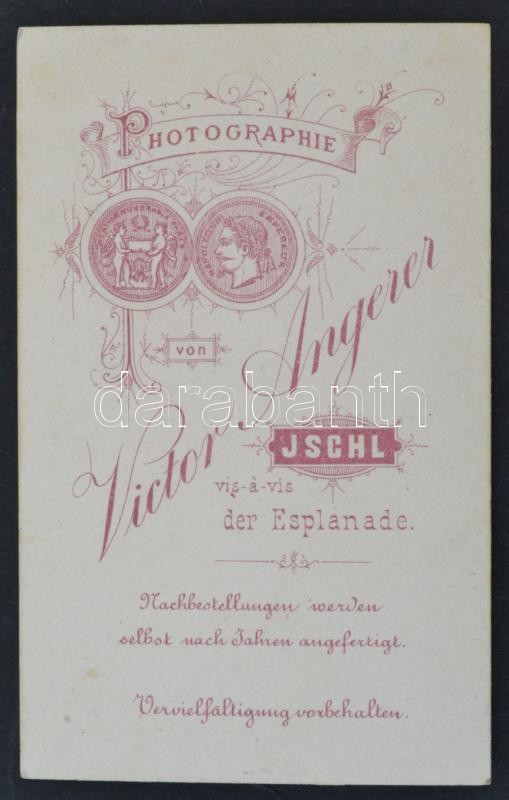 PHOTOGRAPHIE
von
Victor Angerer
JSCHL
vis-à-vis
der Esplanade.
Nachbestellungen werden
selbst nach Jahren angefertigt.
Vervielfältigung vorbehalten.
darabanth